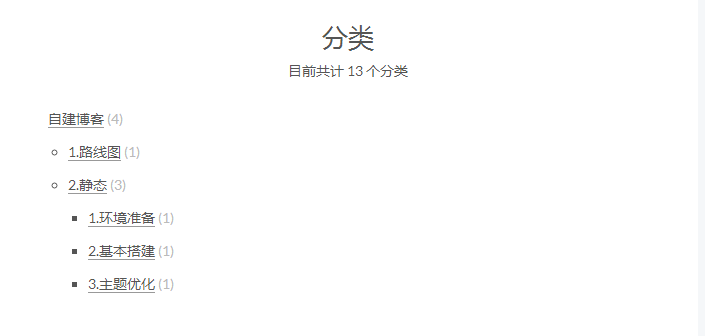 分类
目前共计 13 个分类
自建博客 (4)
1.路线图 (1)
2.静态 (3)
1.环境准备 (1)
2.基本搭建 (1)
3.主题优化 (1)